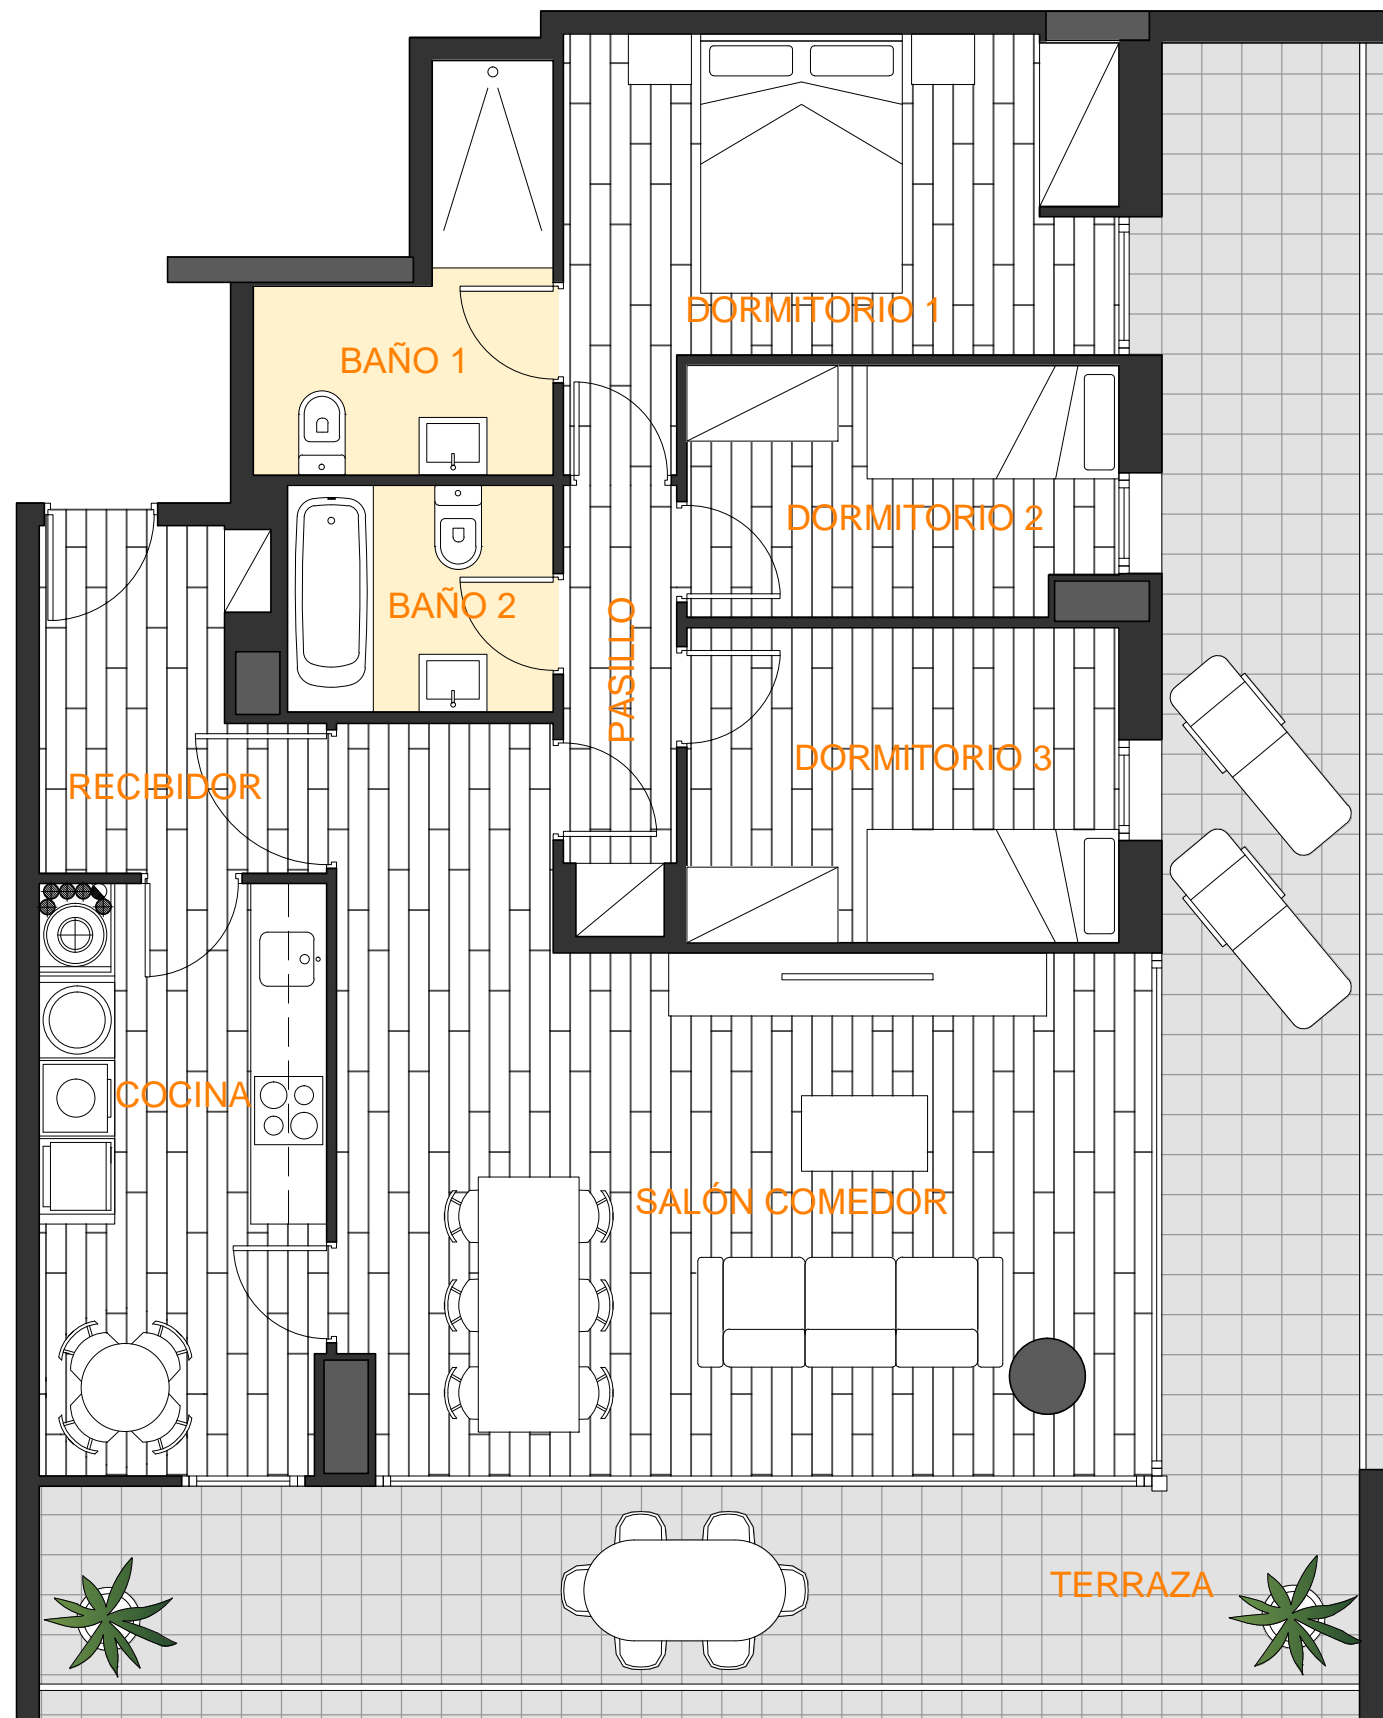 DORMITORIO 1
BAÑO 1
DORMITORIO 2
BAÑO 2
PASILLO
DORMITORIO 3
RECIBIDOR
COCINA
SALÓN COMEDOR
TERRAZA